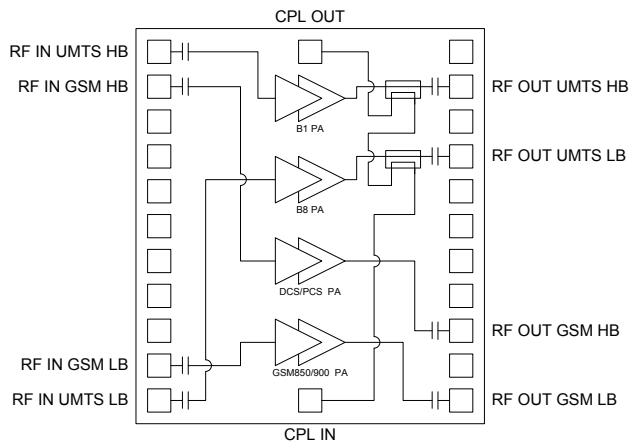 CPL OUT
RF IN UMTS HB
RF IN GSM HB
RF OUT UMTS HB
B1 PA
RF OUT UMTS LB
B8 PA
DCS/PCS PA
RF OUT GSM HB
RF IN GSM LB
GSM850/900 PA
RF IN UMTS LB
RF OUT GSM LB
CPL IN